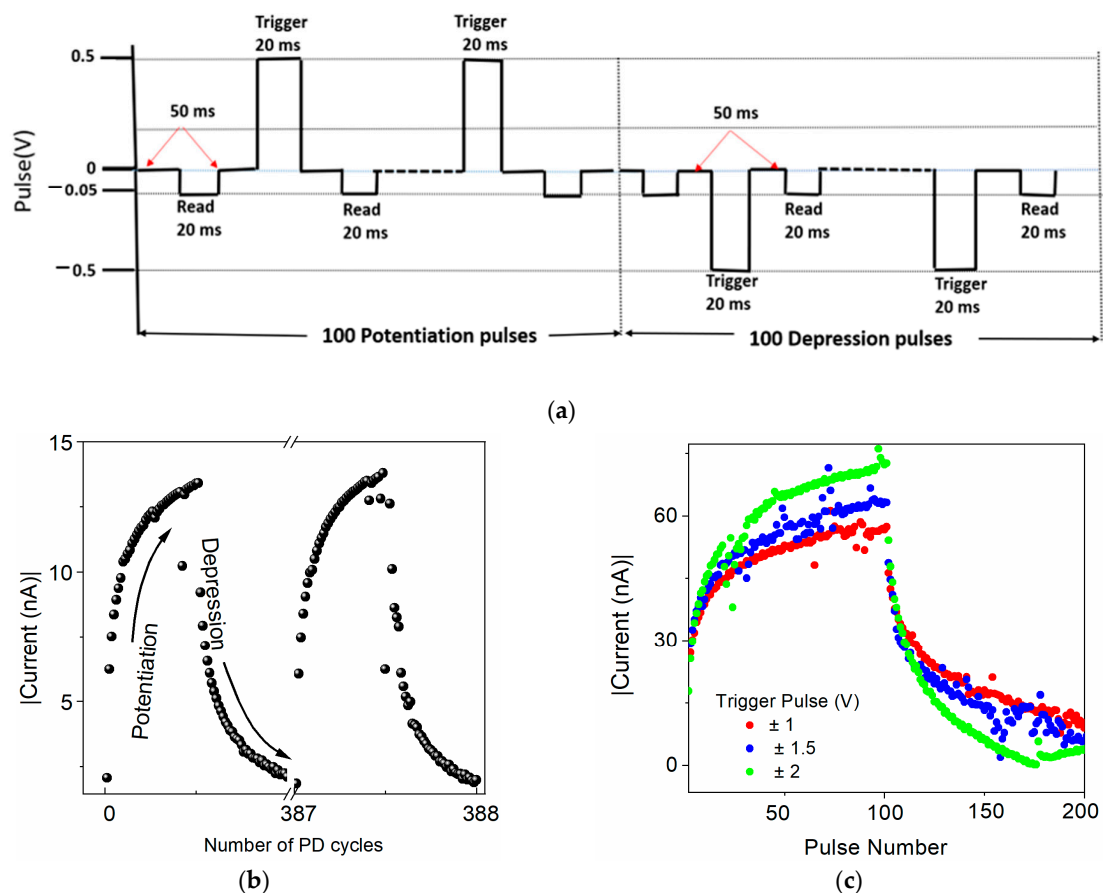 Trigger
20 ms
Trigger
20 ms
0.5
50 ms
50 ms
0
−0.05
Pulse(V)
Read
20 ms
Read
20 ms
Read
20 ms
Read
20 ms
−0.5
Trigger
20 ms
Trigger
20 ms
100 Potentiation pulses
100 Depression pulses
(a)
15
10
5
|Current (nA)|
Potentiation
Depression
0
387
388
Number of PD cycles
(b)
60
30
0
|Current (nA)|
Trigger Pulse (V)
± 1
± 1.5
± 2
50
100
150
200
Pulse Number
(c)